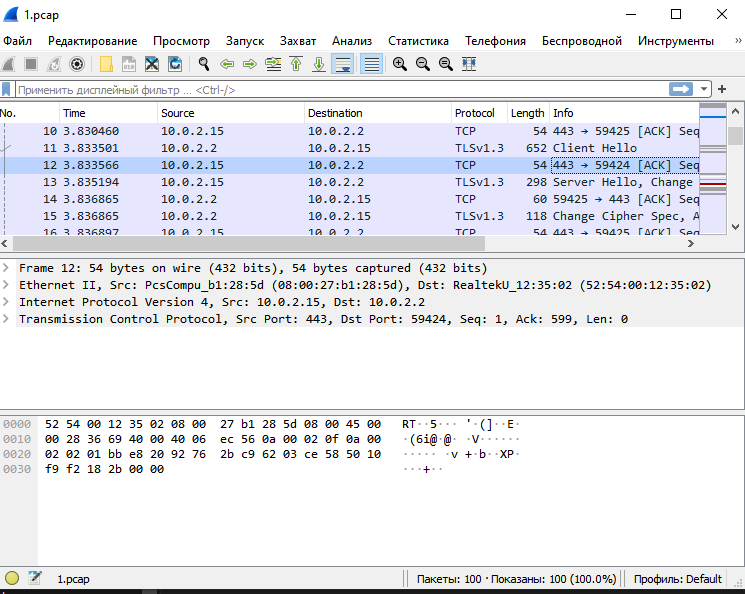 1.pcap
Файл Редактирование Просмотр Запуск Захват Анализ Статистика Телефония Беспроводной Инструменты »
Применить дисплейный фильтр ... <Ctrl-/>
No. Time Source Destination Protocol Length Info
10 3.830460 10.0.2.15 10.0.2.2 TCP 54 443 → 59425 [ACK] Seq
11 3.833501 10.0.2.2 10.0.2.15 TLSv1.3 652 Client Hello
12 3.833566 10.0.2.15 10.0.2.2 TCP 54 443 → 59424 [ACK] Seq
13 3.835194 10.0.2.15 10.0.2.2 TLSv1.3 298 Server Hello, Change
14 3.836865 10.0.2.2 10.0.2.15 TCP 60 59425 → 443 [ACK] Seq
15 3.836865 10.0.2.2 10.0.2.15 TLSv1.3 118 Change Cipher Spec, A
16 3.836897 10.0.2.15 10.0.2.2 TCP 54 443 → 59425 [ACK] Seq
Frame 12: 54 bytes on wire (432 bits), 54 bytes captured (432 bits)
Ethernet II, Src: PcsCompu_b1:28:5d (08:00:27:b1:28:5d), Dst: RealtekU_12:35:02 (52:54:00:12:35:02)
Internet Protocol Version 4, Src: 10.0.2.15, Dst: 10.0.2.2
Transmission Control Protocol, Src Port: 443, Dst Port: 59424, Seq: 1, Ack: 599, Len: 0
0000 52 54 00 12 35 02 08 00 27 b1 28 5d 08 00 45 00 RT··5··· '·(]··E·
0010 00 28 36 69 40 00 40 06 ec 56 0a 00 02 0f 0a 00 ·(6i@·@· ·V······
0020 02 02 01 bb e8 20 92 76 2b c9 62 03 ce 58 50 10 ····· ·v +·b··XP·
0030 f9 f2 18 2b 00 00 ···+··
1.pcap Пакеты: 100 · Показаны: 100 (100.0%) Профиль: Default